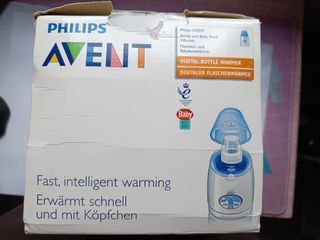 PHILIPS
AVENT
Philips AVENT
Bottle and Baby Food
Warmer
Flaschen- und
Babykostwärmer
DIGITAL BOTTLE WARMER
DIGITALER FLASCHENWÄRMER
Baby
Fast, intelligent warming
Erwärmt schnell
und mit Köpfchen